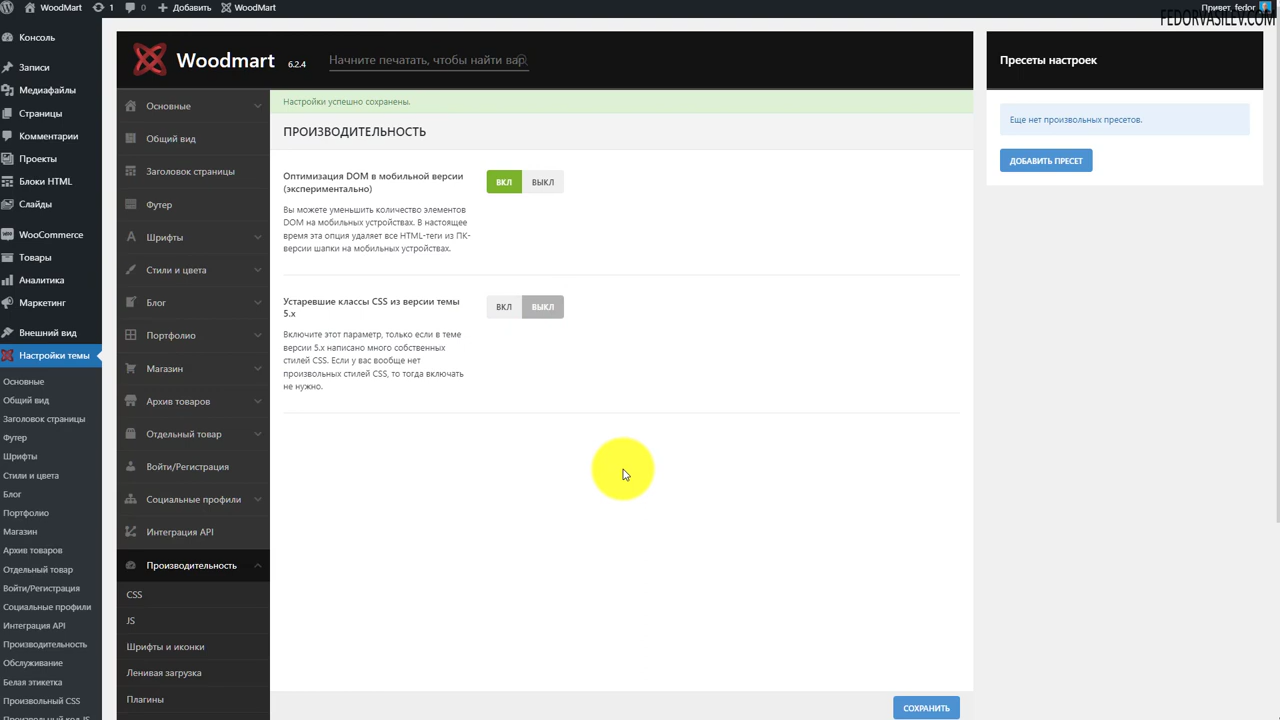 WoodMart 1 0 Добавить WoodMart Привет, fedor
FEDORVASILEV.COM
Консоль
Записи
Медиафайлы
Страницы
Комментарии
Проекты
Блоки HTML
Слайды
WooCommerce
Товары
Аналитика
Маркетинг
Внешний вид
Настройки темы
Основные
Общий вид
Заголовок страницы
Футер
Шрифты
Стили и цвета
Блог
Портфолио
Магазин
Архив товаров
Отдельный товар
Войти/Регистрация
Социальные профили
Интеграция API
Производительность
Обслуживание
Белая этикетка
Произвольный CSS
Произвольный код JS
Woodmart 6.2.4 Начните печатать, чтобы найти вар
Основные
Общий вид
Заголовок страницы
Футер
Шрифты
Стили и цвета
Блог
Портфолио
Магазин
Архив товаров
Отдельный товар
Войти/Регистрация
Социальные профили
Интеграция API
Производительность
CSS
JS
Шрифты и иконки
Ленивая загрузка
Плагины
Настройки успешно сохранены.
ПРОИЗВОДИТЕЛЬНОСТЬ
Оптимизация DOM в мобильной версии
(экспериментально)
ВКЛ ВЫКЛ
Вы можете уменьшить количество элементов
DOM на мобильных устройствах. В настоящее
время эта опция удаляет все HTML-теги из ПК-
версии шапки на мобильных устройствах.
Устаревшие классы CSS из версии темы
5.x
ВКЛ ВЫКЛ
Включите этот параметр, только если в теме
версии 5.x написано много собственных
стилей CSS. Если у вас вообще нет
произвольных стилей CSS, то тогда включать
не нужно.
СОХРАНИТЬ
Пресеты настроек
Еще нет произвольных пресетов.
ДОБАВИТЬ ПРЕСЕТ